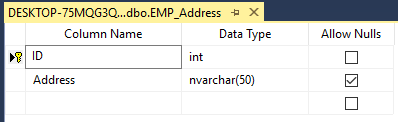 DESKTOP-75MQG3Q...dbo.EMP_Address
Column Name Data Type Allow Nulls
ID int
Address nvarchar(50)